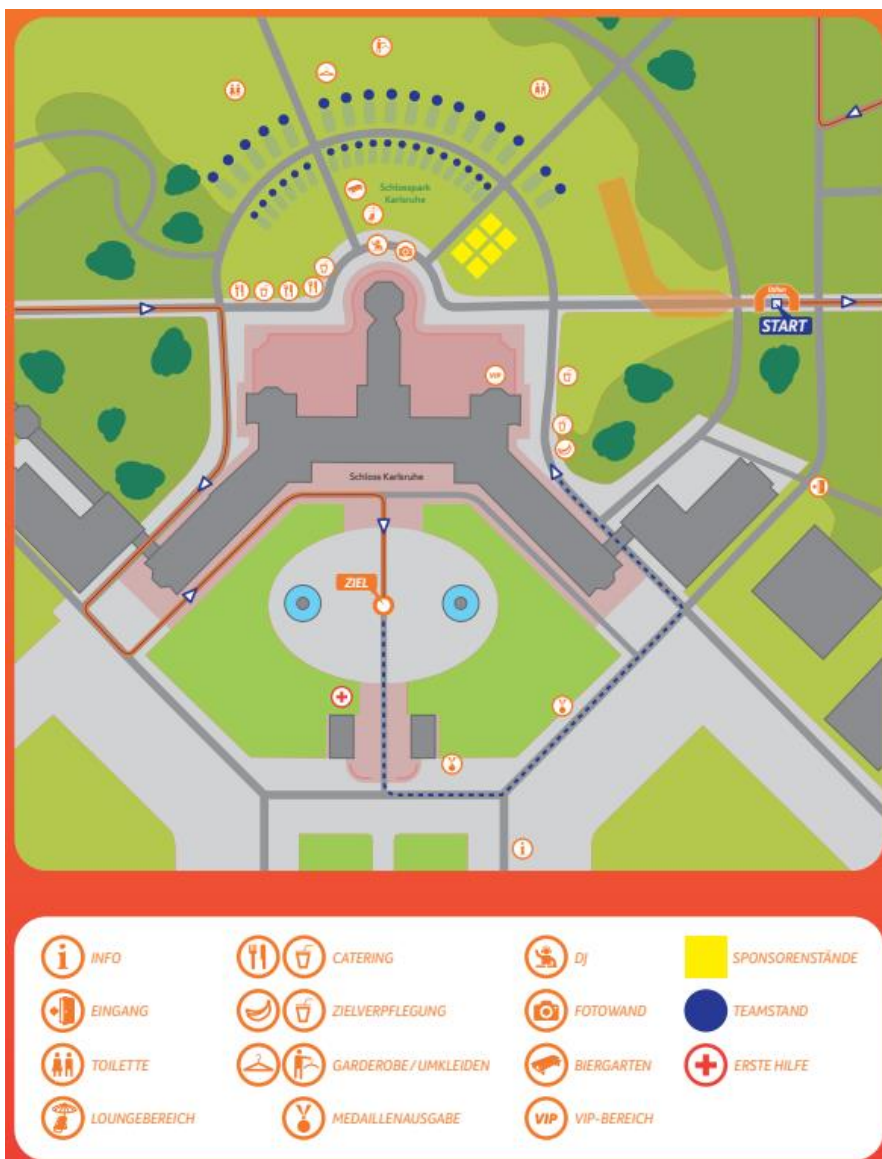 Schlosspark
Karlsruhe
START
VIP
Schloss Karlsruhe
ZIEL
i
i INFO
CATERING
DJ
SPONSORENSTÄNDE
EINGANG
ZIELVERPFLEGUNG
FOTOWAND
TEAMSTAND
TOILETTE
GARDEROBE / UMKLEIDEN
BIERGARTEN
ERSTE HILFE
LOUNGEBEREICH
MEDAILLENAUSGABE
VIP VIP-BEREICH